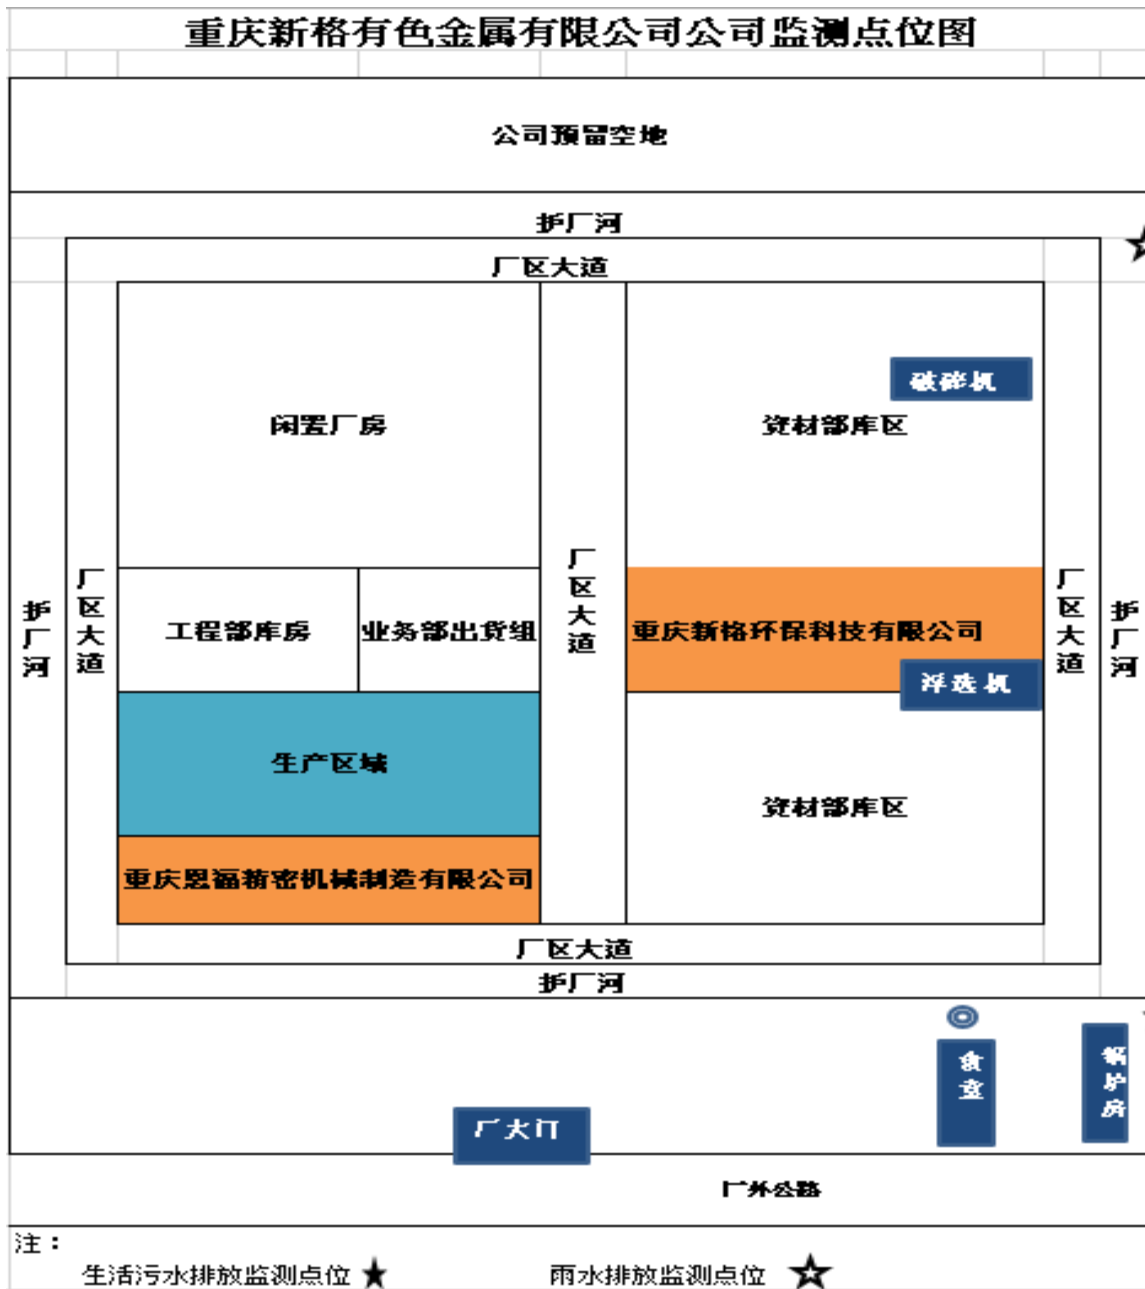 重庆新格有色金属有限公司公司监测点位图
公司预留空地
护厂河
厂区大道
破碎机
闲置厂房
资材部库区
护厂河
厂区大道
工程部库房
业务部出货组
厂区大道
重庆新格环保科技有限公司
厂区大道
护厂河
浮选机
生产区域
资材部库区
重庆恩福精密机械制造有限公司
厂区大道
护厂河
食堂
锅炉房
厂大门
厂外公路
注：
生活污水排放监测点位★ 雨水排放监测点位☆